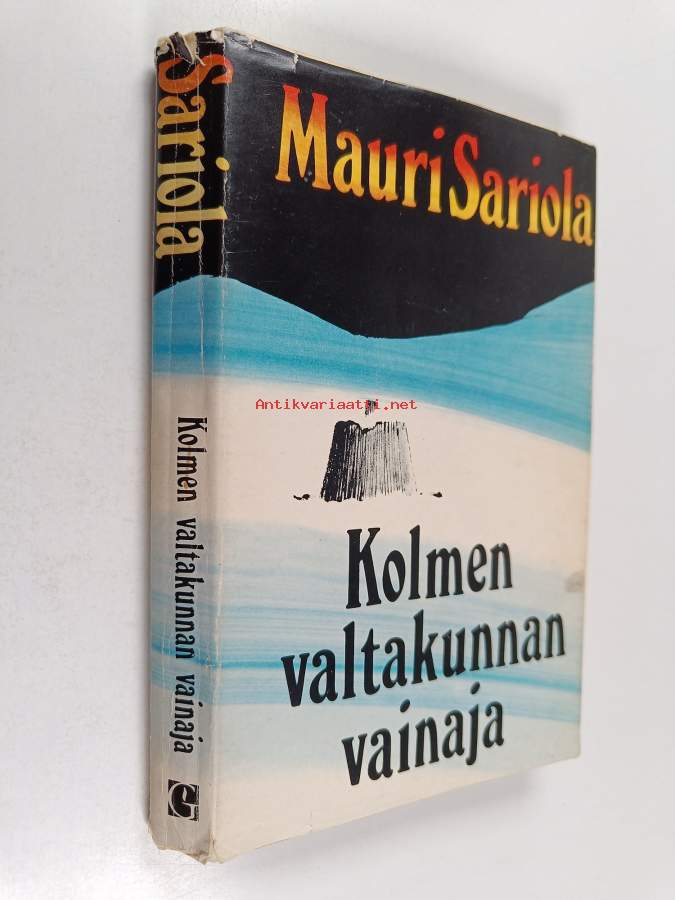 Sariola
Kolmen valtakunnan vainaja
G
Mauri Sariola
Antikvariaatti.net
Kolmen
valtakunnan
vainaja